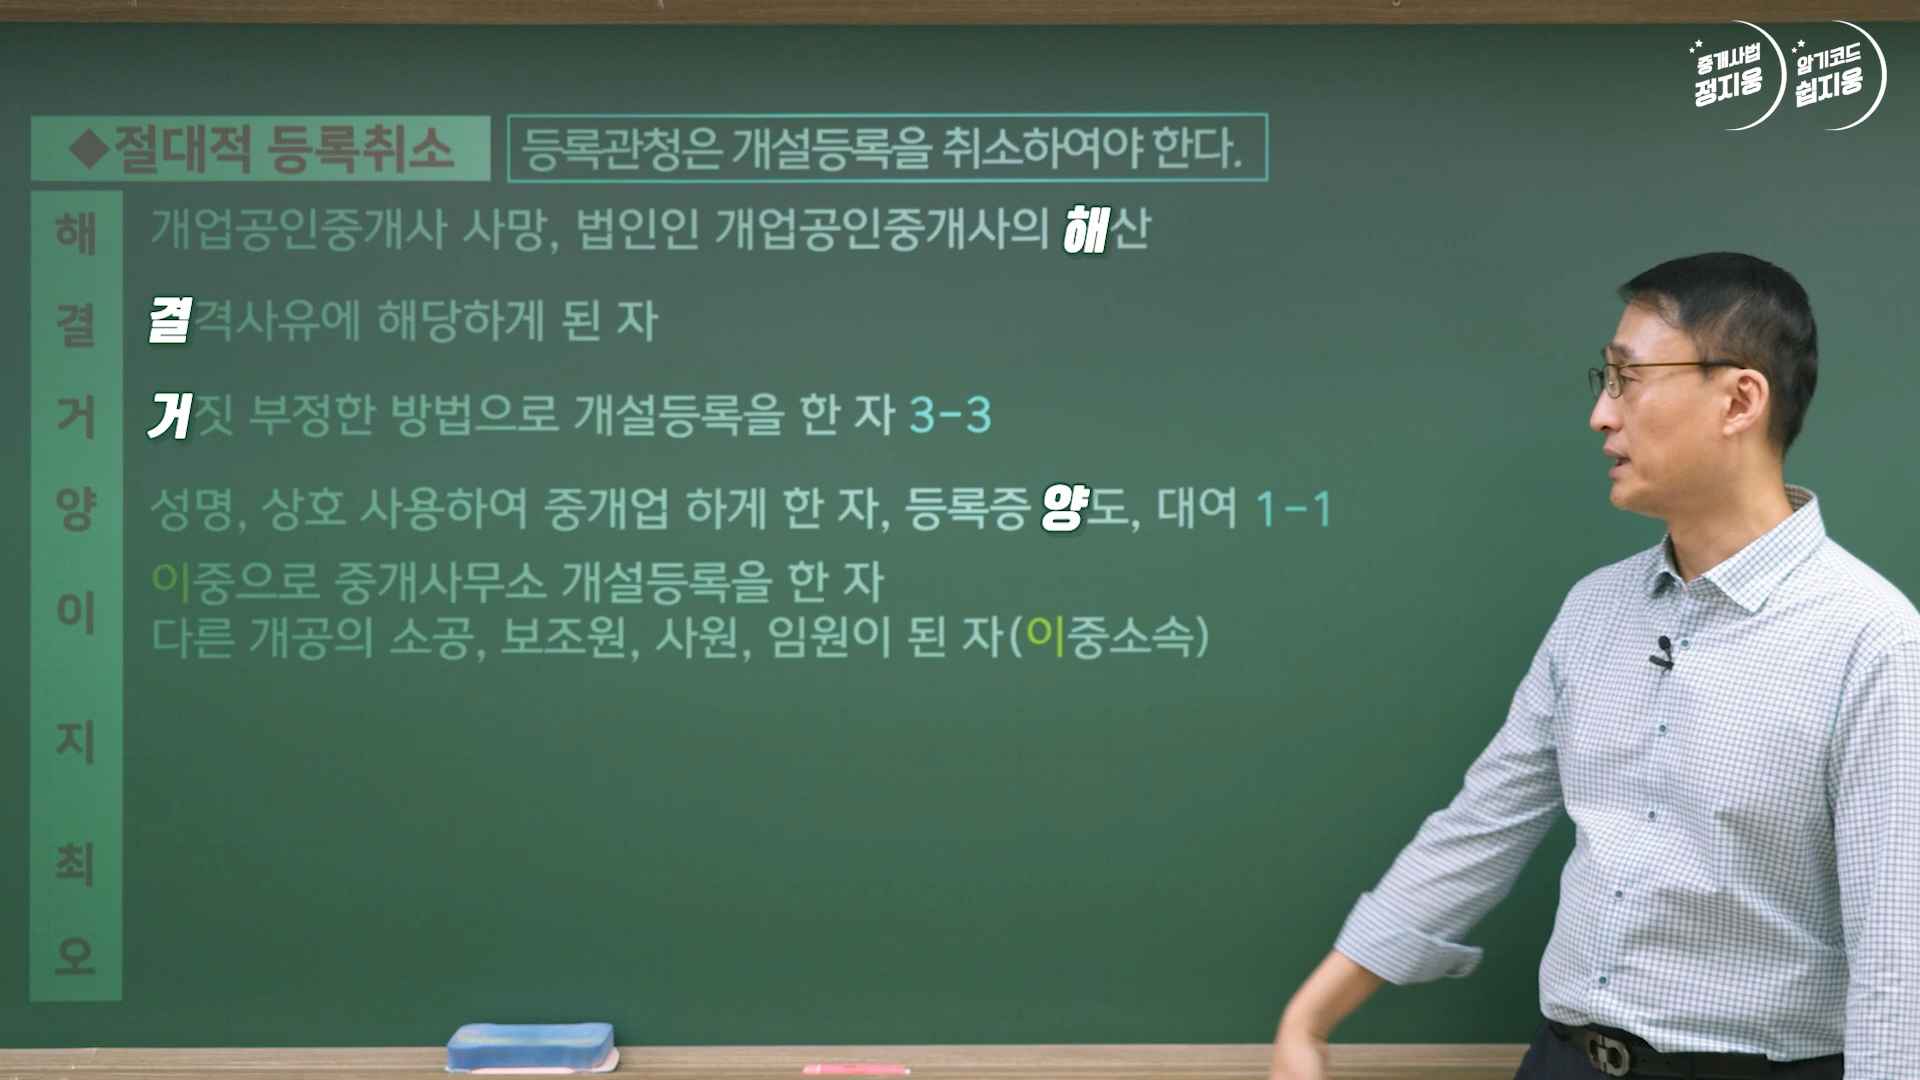 중개사법
정지웅
암기코드
쉽지웅
◆절대적 등록취소
등록관청은 개설등록을 취소하여야 한다.
해
개업공인중개사 사망, 법인인 개업공인중개사의 해산
결
결격사유에 해당하게 된 자
거
거짓 부정한 방법으로 개설등록을 한 자 3-3
양
성명, 상호 사용하여 중개업 하게 한 자, 등록증 양도, 대여 1-1
이
이중으로 중개사무소 개설등록을 한 자
다른 개공의 소공, 보조원, 사원, 임원이 된 자(이중소속)
지
최
오